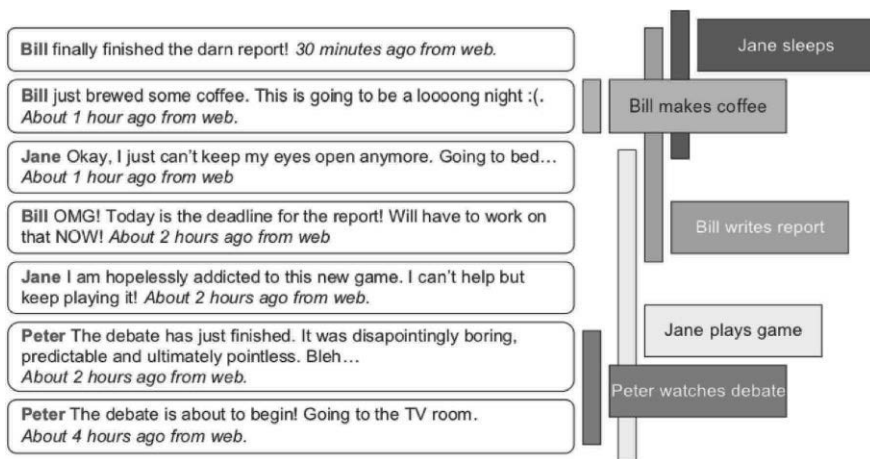 Bill finally finished the darn report! 30 minutes ago from web.
Jane sleeps
Bill just brewed some coffee. This is going to be a loooong night :(.
About 1 hour ago from web.
Bill makes coffee
Jane Okay, I just can't keep my eyes open anymore. Going to bed…
About 1 hour ago from web
Bill OMG! Today is the deadline for the report! Will have to work on
that NOW! About 2 hours ago from web
Bill writes report
Jane I am hopelessly addicted to this new game. I can't help but
keep playing it! About 2 hours ago from web.
Jane plays game
Peter The debate has just finished. It was disapointingly boring,
predictable and ultimately pointless. Bleh…
About 2 hours ago from web.
Peter watches debate
Peter The debate is about to begin! Going to the TV room.
About 4 hours ago from web.